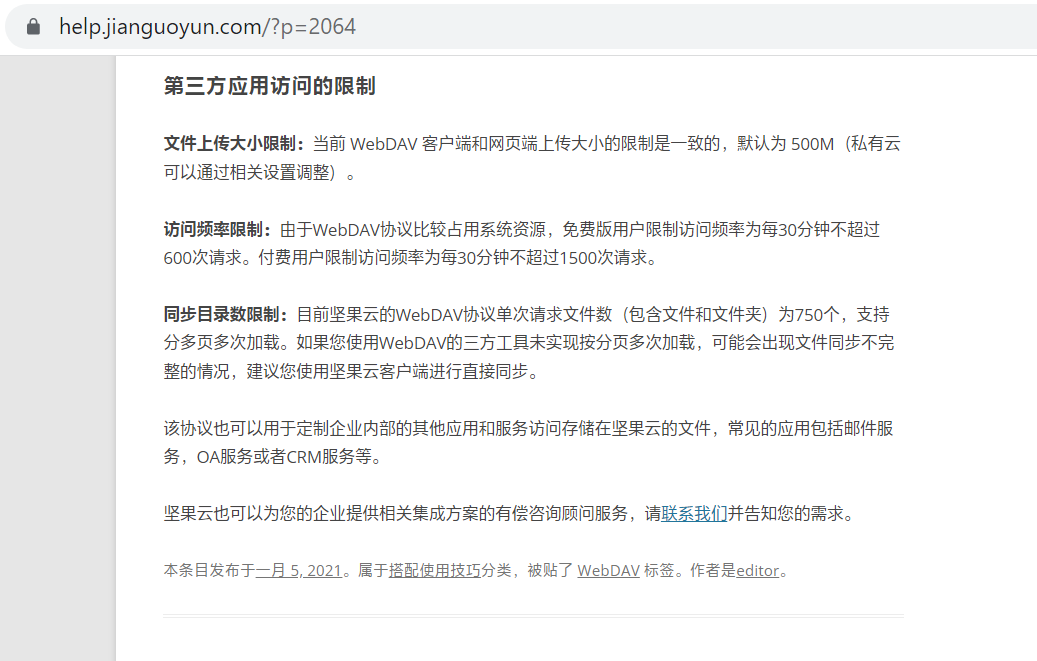 help.jianguoyun.com/?p=2064
第三方应用访问的限制
文件上传大小限制：当前 WebDAV 客户端和网页端上传大小的限制是一致的，默认为 500M（私有云
可以通过相关设置调整）。
访问频率限制：由于WebDAV协议比较占用系统资源，免费版用户限制访问频率为每30分钟不超过
600次请求。付费用户限制访问频率为每30分钟不超过1500次请求。
同步目录数限制：目前坚果云的WebDAV协议单次请求文件数（包含文件和文件夹）为750个，支持
分多页多次加载。如果您使用WebDAV的三方工具未实现按分页多次加载，可能会出现文件同步不完
整的情况，建议您使用坚果云客户端进行直接同步。
该协议也可以用于定制企业内部的其他应用和服务访问存储在坚果云的文件，常见的应用包括邮件服
务，OA服务或者CRM服务等。
坚果云也可以为您的企业提供相关集成方案的有偿咨询顾问服务，请联系我们并告知您的需求。
本条目发布于一月 5, 2021。属于搭配使用技巧分类，被贴了 WebDAV 标签。作者是editor。